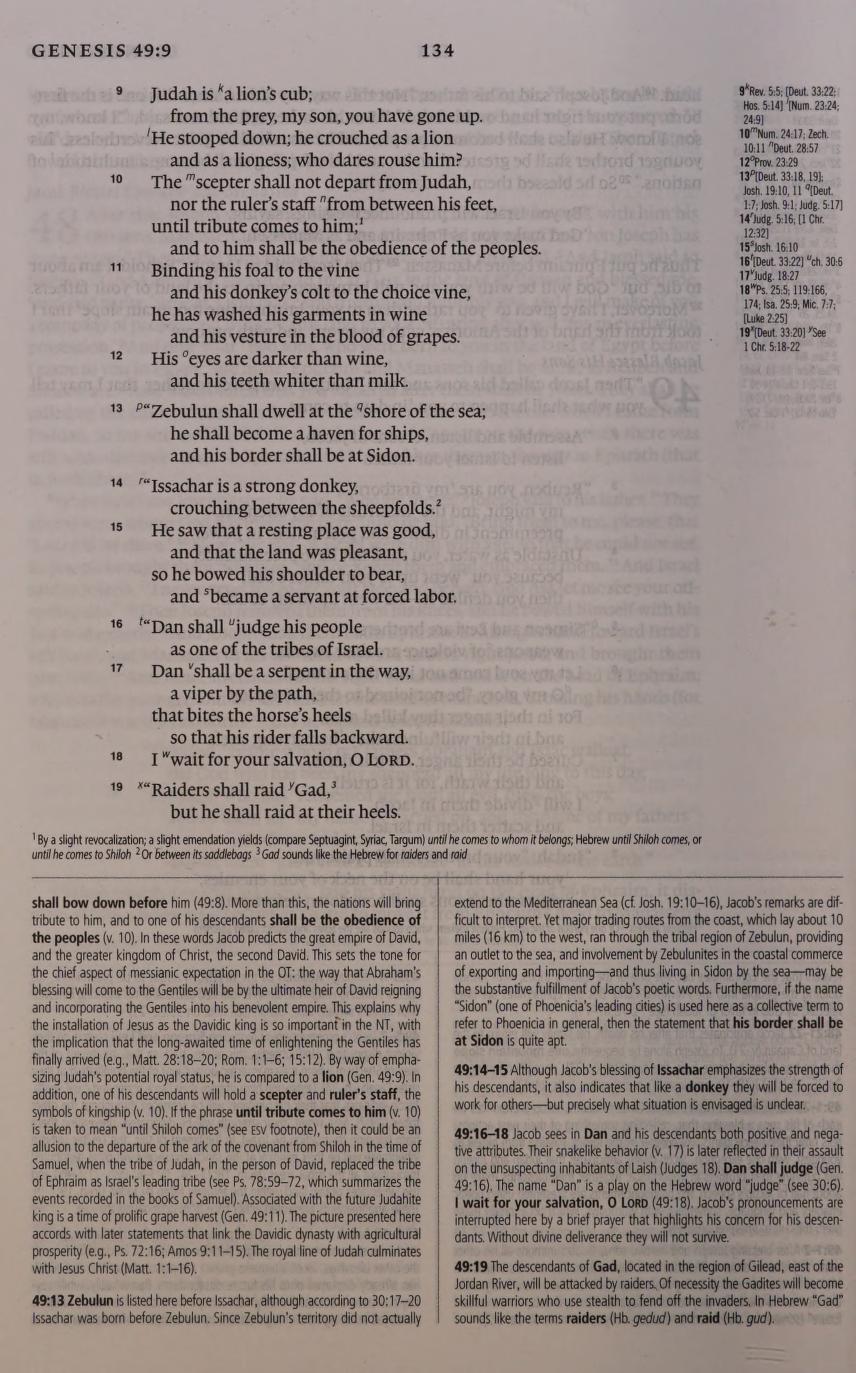 GENESIS 49:9
134
9 Judah is ᵏa lion’s cub;
from the prey, my son, you have gone up.
ˡHe stooped down; he crouched as a lion
and as a lioness; who dares rouse him?
10 The ᵐscepter shall not depart from Judah,
nor the ruler’s staff ⁿfrom between his feet,
until tribute comes to him;¹
and to him shall be the obedience of the peoples.
11 Binding his foal to the vine
and his donkey’s colt to the choice vine,
he has washed his garments in wine
and his vesture in the blood of grapes.
12 His ᵒeyes are darker than wine,
and his teeth whiter than milk.
13 ᵖ“Zebulun shall dwell at the qshore of the sea;
he shall become a haven for ships,
and his border shall be at Sidon.
14 ʳ“Issachar is a strong donkey,
crouching between the sheepfolds.²
15 He saw that a resting place was good,
and that the land was pleasant,
so he bowed his shoulder to bear,
and ˢbecame a servant at forced labor.
16 ᵗ“Dan shall ᵘjudge his people
as one of the tribes of Israel.
17 Dan ᵛshall be a serpent in the way,
a viper by the path,
that bites the horse’s heels
so that his rider falls backward.
18 I ʷwait for your salvation, O LORD.
19 ˣ“Raiders shall raid ʸGad,³
but he shall raid at their heels.
9ᵏRev. 5:5; [Deut. 33:22;
Hos. 5:14] ˡ[Num. 23:24;
24:9]
10ᵐNum. 24:17; Zech.
10:11 ⁿDeut. 28:57
12ᵒProv. 23:29
13ᵖ[Deut. 33:18, 19];
Josh. 19:10, 11 q[Deut.
1:7; Josh. 9:1; Judg. 5:17]
14ʳJudg. 5:16; [1 Chr.
12:32]
15ˢJosh. 16:10
16ᵗ[Deut. 33:22] ᵘch. 30:6
17ᵛJudg. 18:27
18ʷPs. 25:5; 119:166,
174; Isa. 25:9; Mic. 7:7;
[Luke 2:25]
19ˣ[Deut. 33:20] ʸSee
1 Chr. 5:18-22
¹ By a slight revocalization; a slight emendation yields (compare Septuagint, Syriac, Targum) until he comes to whom it belongs; Hebrew until Shiloh comes, or
until he comes to Shiloh ² Or between its saddlebags ³ Gad sounds like the Hebrew for raiders and raid
shall bow down before him (49:8). More than this, the nations will bring
tribute to him, and to one of his descendants shall be the obedience of
the peoples (v. 10). In these words Jacob predicts the great empire of David,
and the greater kingdom of Christ, the second David. This sets the tone for
the chief aspect of messianic expectation in the OT: the way that Abraham’s
blessing will come to the Gentiles will be by the ultimate heir of David reigning
and incorporating the Gentiles into his benevolent empire. This explains why
the installation of Jesus as the Davidic king is so important in the NT, with
the implication that the long-awaited time of enlightening the Gentiles has
finally arrived (e.g., Matt. 28:18–20; Rom. 1:1–6; 15:12). By way of empha-
sizing Judah’s potential royal status, he is compared to a lion (Gen. 49:9). In
addition, one of his descendants will hold a scepter and ruler’s staff, the
symbols of kingship (v. 10). If the phrase until tribute comes to him (v. 10)
is taken to mean “until Shiloh comes” (see ESV footnote), then it could be an
allusion to the departure of the ark of the covenant from Shiloh in the time of
Samuel, when the tribe of Judah, in the person of David, replaced the tribe
of Ephraim as Israel’s leading tribe (see Ps. 78:59–72, which summarizes the
events recorded in the books of Samuel). Associated with the future Judahite
king is a time of prolific grape harvest (Gen. 49:11). The picture presented here
accords with later statements that link the Davidic dynasty with agricultural
prosperity (e.g., Ps. 72:16; Amos 9:11–15). The royal line of Judah culminates
with Jesus Christ (Matt. 1:1–16).
49:13 Zebulun is listed here before Issachar, although according to 30:17–20
Issachar was born before Zebulun. Since Zebulun’s territory did not actually
extend to the Mediterranean Sea (cf. Josh. 19:10–16), Jacob’s remarks are dif-
ficult to interpret. Yet major trading routes from the coast, which lay about 10
miles (16 km) to the west, ran through the tribal region of Zebulun, providing
an outlet to the sea, and involvement by Zebulunites in the coastal commerce
of exporting and importing—and thus living in Sidon by the sea—may be
the substantive fulfillment of Jacob’s poetic words. Furthermore, if the name
“Sidon” (one of Phoenicia’s leading cities) is used here as a collective term to
refer to Phoenicia in general, then the statement that his border shall be
at Sidon is quite apt.
49:14–15 Although Jacob’s blessing of Issachar emphasizes the strength of
his descendants, it also indicates that like a donkey they will be forced to
work for others—but precisely what situation is envisaged is unclear.
49:16–18 Jacob sees in Dan and his descendants both positive and nega-
tive attributes. Their snakelike behavior (v. 17) is later reflected in their assault
on the unsuspecting inhabitants of Laish (Judges 18). Dan shall judge (Gen.
49:16). The name “Dan” is a play on the Hebrew word “judge” (see 30:6).
I wait for your salvation, O LORD (49:18). Jacob’s pronouncements are
interrupted here by a brief prayer that highlights his concern for his descen-
dants. Without divine deliverance they will not survive.
49:19 The descendants of Gad, located in the region of Gilead, east of the
Jordan River, will be attacked by raiders. Of necessity the Gadites will become
skillful warriors who use stealth to fend off the invaders. In Hebrew “Gad”
sounds like the terms raiders (Hb. gedud) and raid (Hb. gud).